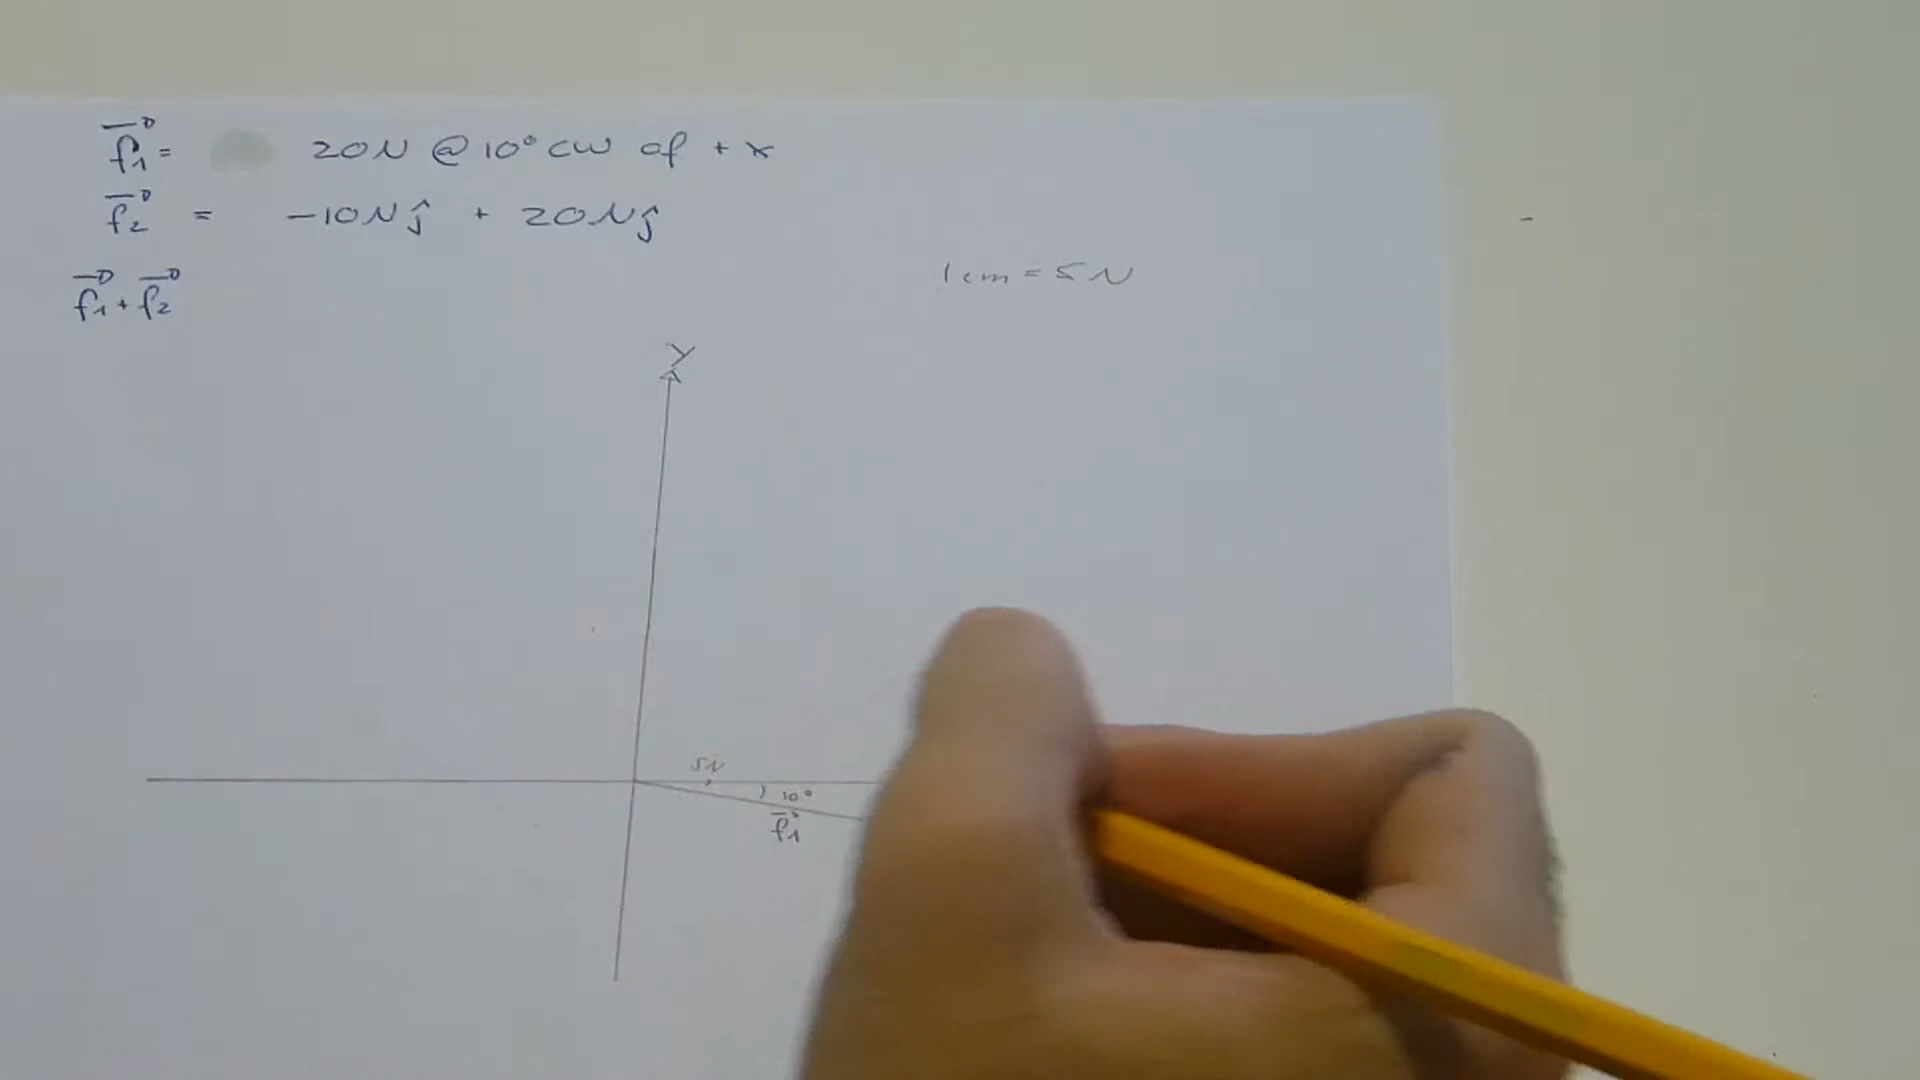 f₁ = 20N @ 10° CW of + x
f₂ = -10N ĵ + 20N ĵ
f₁ + f₂
1cm = 5N
Y
5N
10°
f₁